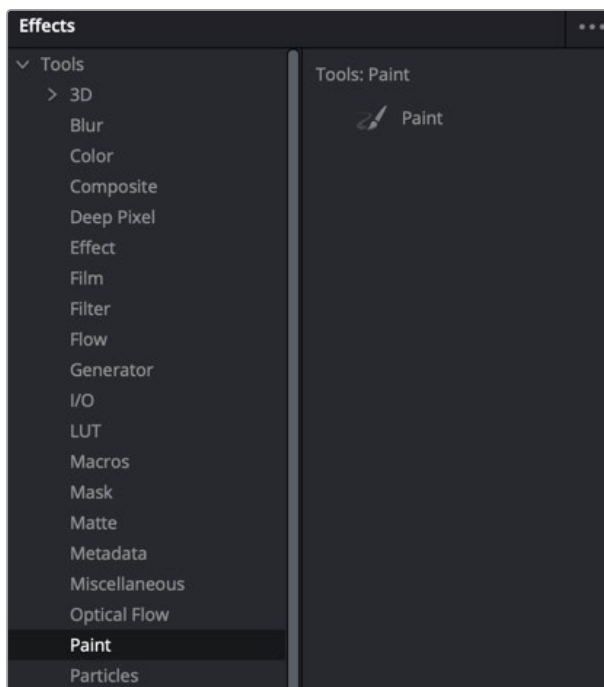 Effects
Tools
3D
Blur
Color
Composite
Deep Pixel
Effect
Film
Filter
Flow
Generator
I/O
LUT
Macros
Mask
Matte
Metadata
Miscellaneous
Optical Flow
Paint
Particles
Tools: Paint
Paint